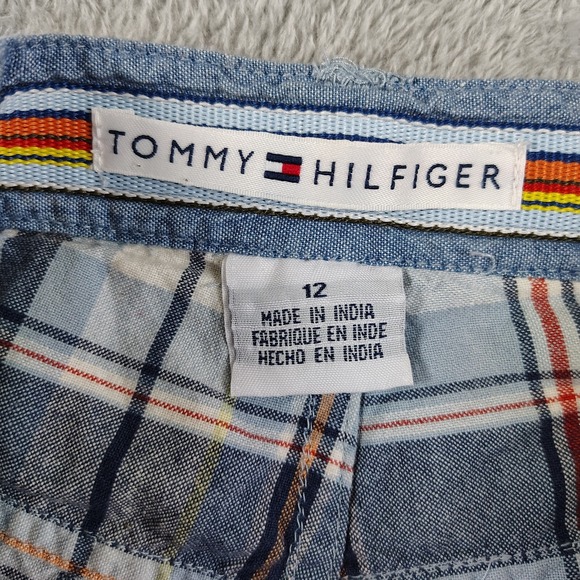 TOMMY HILFIGER
12
MADE IN INDIA
FABRIQUE EN INDE
HECHO EN INDIA